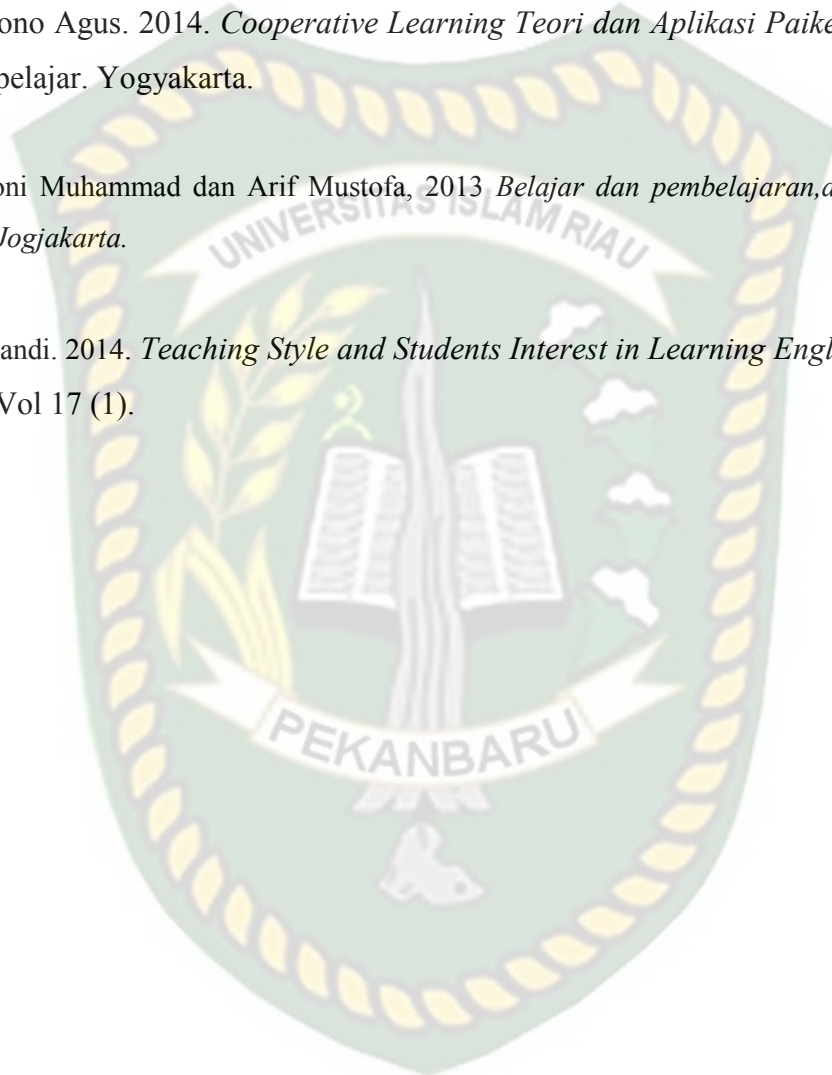 ono Agus. 2014. Cooperative Learning Teori dan Aplikasi Paike
pelajar. Yogyakarta.
oni Muhammad dan Arif Mustofa, 2013 Belajar dan pembelajaran,a
Jogjakarta.
andi. 2014. Teaching Style and Students Interest in Learning Engl
Vol 17 (1).
UNIVERSITAS ISLAM RIAU
PEKANBARU